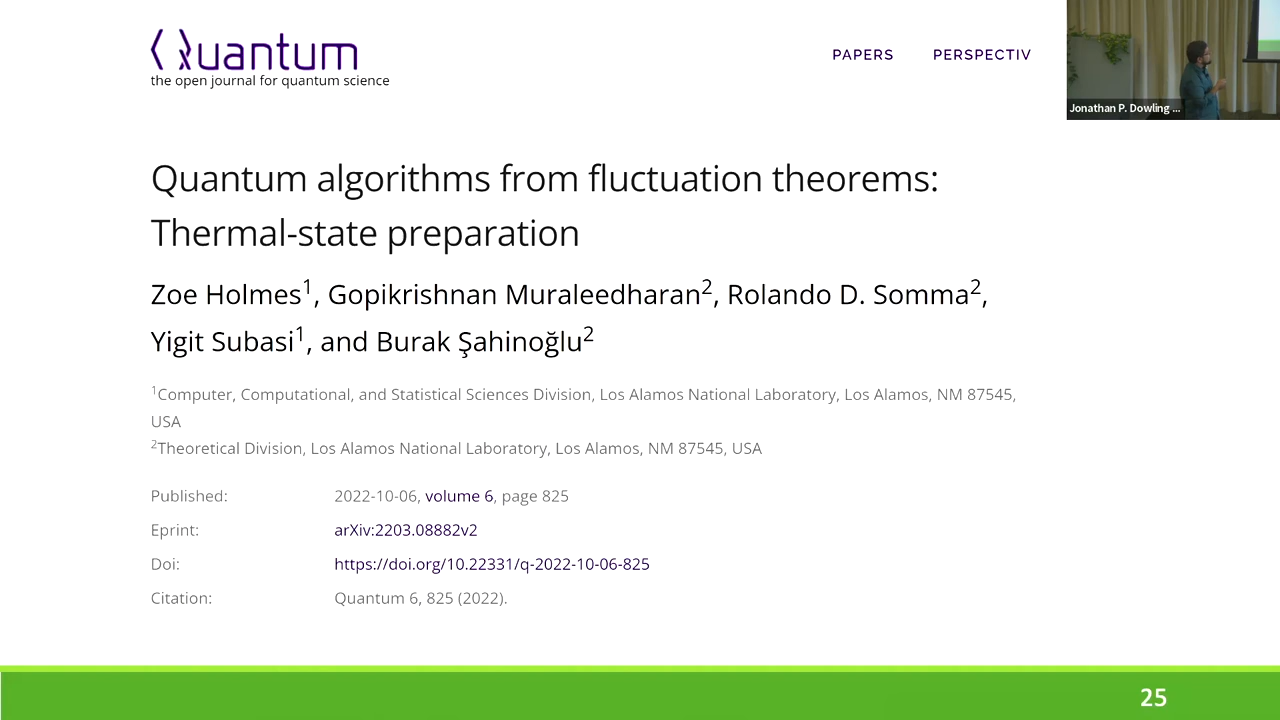 Quantum
the open journal for quantum science
PAPERS
PERSPECTIV
Jonathan P. Dowling ...
Quantum algorithms from fluctuation theorems:
Thermal-state preparation
Zoe Holmes1, Gopikrishnan Muraleedharan2, Rolando D. Somma2,
Yigit Subasi1, and Burak Şahinoğlu2
1Computer, Computational, and Statistical Sciences Division, Los Alamos National Laboratory, Los Alamos, NM 87545,
USA
2Theoretical Division, Los Alamos National Laboratory, Los Alamos, NM 87545, USA
Published: 2022-10-06, volume 6, page 825
Eprint: arXiv:2203.08882v2
Doi: https://doi.org/10.22331/q-2022-10-06-825
Citation: Quantum 6, 825 (2022).
25